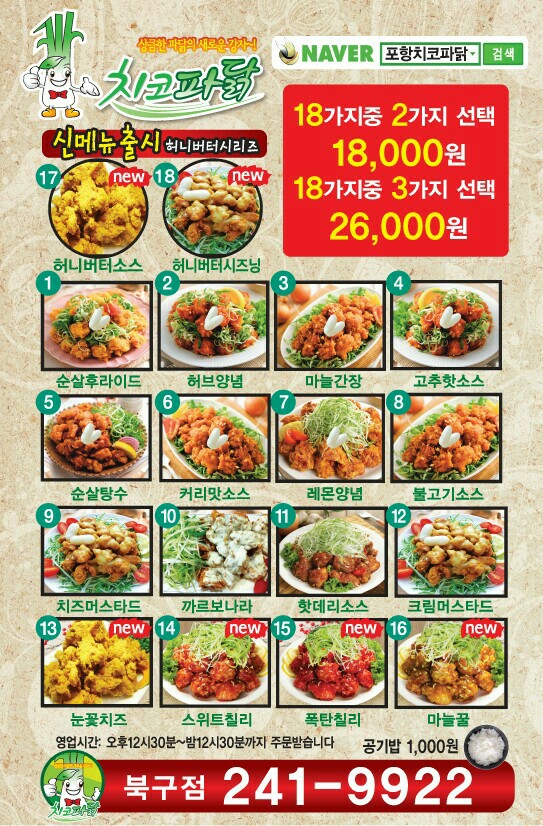 상큼한 파닭의 새로운 강자~!
치코파닭
NAVER 포항치코파닭 검색
신메뉴출시 허니버터시리즈
18가지중 2가지 선택
18,000원
18가지중 3가지 선택
26,000원
17 new 18 new
허니버터소스 허니버터시즈닝
1 2 3 4
순살후라이드 허브양념 마늘간장 고추핫소스
5 6 7 8
순살탕수 커리맛소스 레몬양념 불고기소스
9 10 11 12
치즈머스타드 까르보나라 핫데리소스 크림머스타드
13 new 14 new 15 new 16 new
눈꽃치즈 스위트칠리 폭탄칠리 마늘꿀
영업시간: 오후12시30분~밤12시30분까지 주문받습니다 공기밥 1,000원
치코파닭
북구점 241-9922